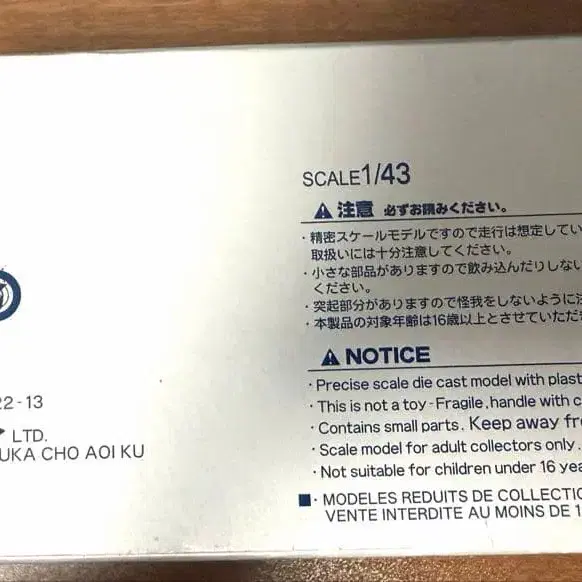 SCALE1/43
注意 必ずお読みください。
・精密スケールモデルですので走行は想定してい
取扱いには十分注意してください。
・小さな部品がありますので飲み込んだりしない
ください。
・突起部分がありますので怪我をしないように注
・本製品の対象年齢は16歳以上とさせていただ
NOTICE
・Precise scale die cast model with plast
・This is not a toy-Fragile,handle with c
・Contains small parts. Keep away fr
・Scale model for adult collectors only.
・Not suitable for children under 16 yea
■・MODELES REDUITS DE COLLECTIO
VENTE INTERDITE AU MOINS DE 1
22-13
LTD.
UKA CHO AOI KU